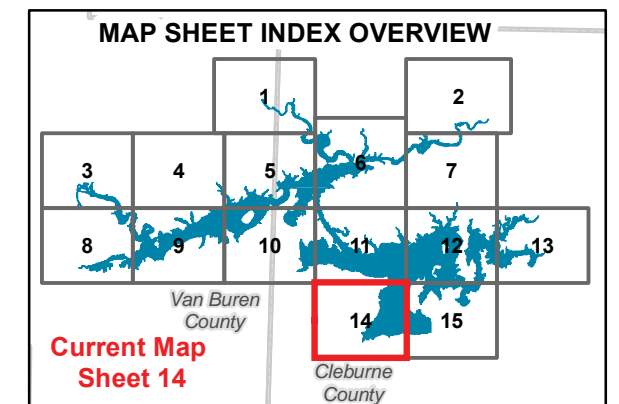 MAP SHEET INDEX OVERVIEW
1
2
3
4
5
6
7
8
9
10
11
12
13
Van Buren
County
14
15
Current Map
Sheet 14
Cleburne
County